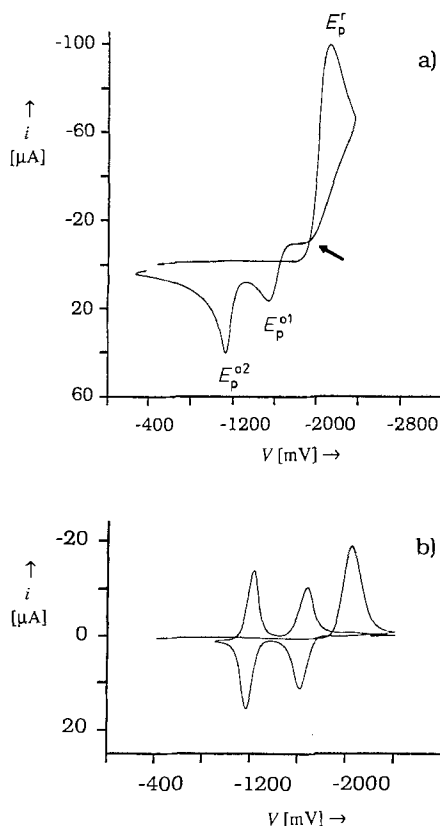 E_p^r
a)
-100
↑
i
[µA]
-60
-20
20
60
E_p^o1
E_p^o2
-400 -1200 -2000 -2800
V [mV] →
b)
-20
↑
i
[µA]
0
20
-400 -1200 -2000
V [mV] →